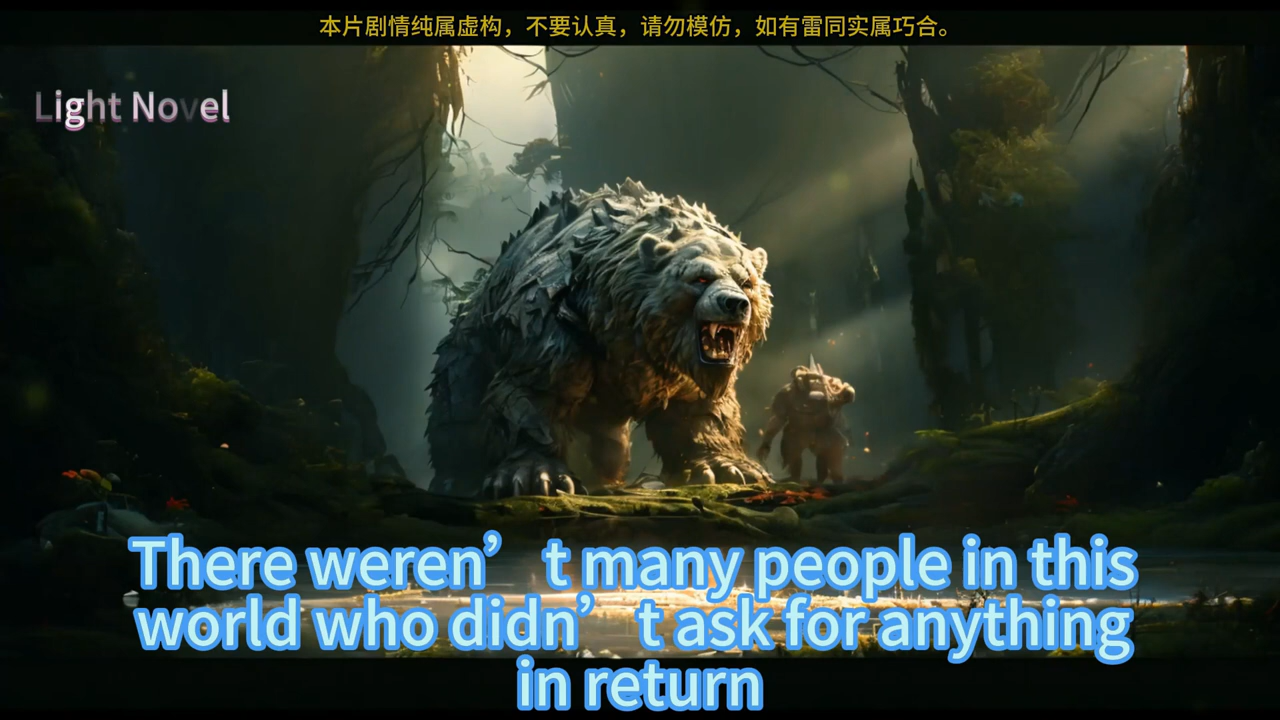 本片剧情纯属虚构，不要认真，请勿模仿，如有雷同实属巧合。
Light Novel
There weren’t many people in this
world who didn’t ask for anything
in return